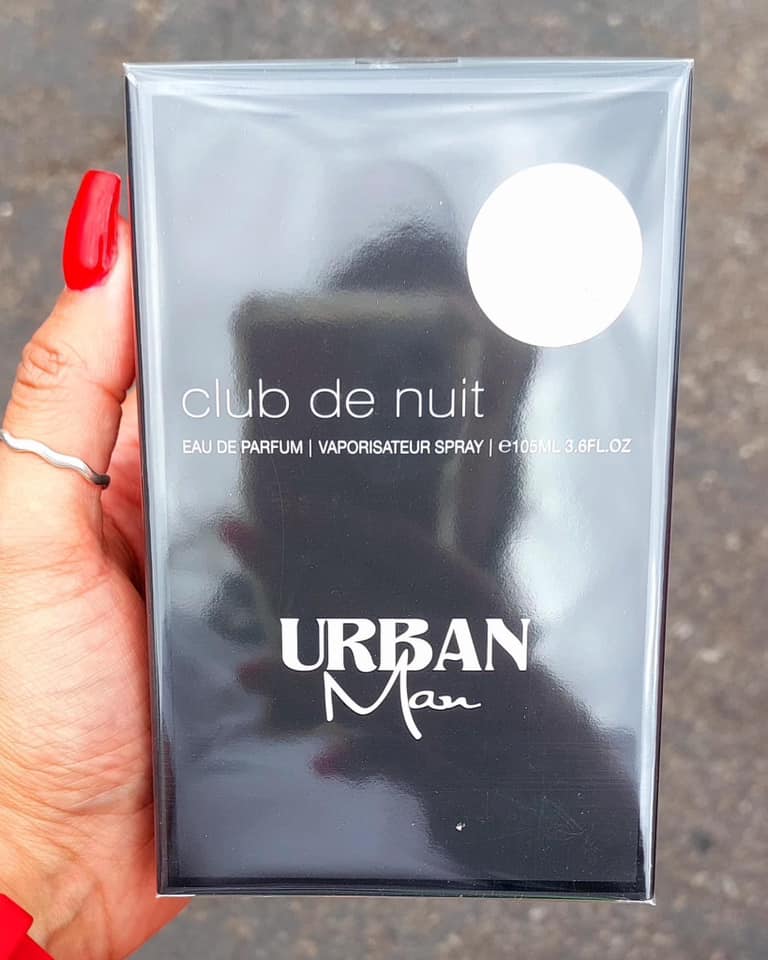 club de nuit
EAU DE PARFUM | VAPORISATEUR SPRAY | ℮105ML 3.6FL.OZ
URBAN
Man